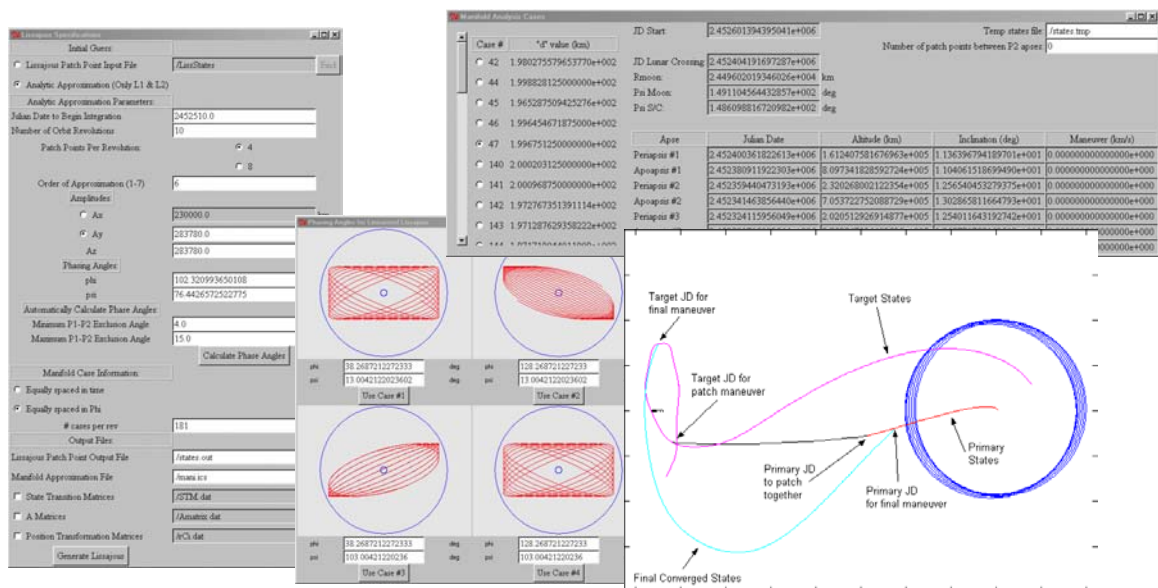 Lissajous Specifications
Initial Guess:
Lissajous Patch Point Input File
./LissStates
Find
Analytic Approximation (Only L1 & L2)
Analytic Approximation Parameters:
Julian Date to Begin Integration
2452510.0
Number of Orbit Revolutions
10
Patch Points Per Revolution:
4
8
Order of Approximation (1-7)
6
Amplitudes
Ax
230000.0
km
Ay
283780.0
Az
283780.0
Phasing Angles:
phi
102.320993650108
psi
76.4426572522775
Automatically Calculate Phase Angles:
Minimum P1-P2 Exclusion Angle
4.0
Maximum P1-P2 Exclusion Angle
15.0
Calculate Phase Angles
Manifold Case Information:
Equally spaced in time
Equally spaced in Phi
# cases per rev
181
Output Files:
Lissajous Patch Point Output File
./states.out
Manifold Approximation File
./mani.ics
State Transition Matrices
./STM.dat
A Matrices
./Amatrix.dat
Position Transformation Matrices
./rCi.dat
Generate Lissajous
Phasing Angles for
phi
38.2687212272333
deg
psi
13.0042122023602
deg
Use Case #1
phi
128.268721227233
psi
13.0042122023602
Use Case #2
phi
38.2687212272333
deg
psi
103.00421220236
deg
Use Case #3
phi
128.268721227233
psi
103.00421220236
Use Case #4
Manifold Analysis Cases
Case #
"d" value (km)
42 1.980275579653770e+002
44 1.998828125000000e+002
45 1.965287509425276e+002
46 1.996454671875000e+002
47 1.996751250000000e+002
140 2.000203125000000e+002
141 2.000968750000000e+002
142 1.972767351391114e+002
143 1.971287629358222e+002
JD Start:
2.452601394395041e+006
Temp states file:
./states.tmp
Number of patch points between P2 apses:
0
JD Lunar Crossing:
2.452404191697287e+006
Rmoon:
2.449602019346026e+004
km
Psi Moon:
1.491104564432857e+002
deg
Psi S/C:
1.486098816720982e+002
deg
Apse
Julian Date
Altitude (km)
Inclination (deg)
Maneuver (km/s)
Periapsis #1 2.452400361822613e+006 1.612407581676963e+005 1.136396794189701e+001 0.000000000000000e+000
Apoapsis #1 2.452380911922303e+006 8.097341828592724e+005 1.104061518699490e+001 0.000000000000000e+000
Periapsis #2 2.452359440473193e+006 2.320268002122354e+005 1.256540453279375e+001 0.000000000000000e+000
Apoapsis #2 2.452341463856440e+006 7.053722752088729e+005 1.302865811664793e+001 0.000000000000000e+000
Periapsis #3 2.452324115956049e+006 2.020512926914877e+005 1.254011643192742e+001 0.000000000000000e+000
Target JD for
final maneuver
Target States
Target JD for
patch maneuver
Primary JD
to patch
together
Primary JD
for final maneuver
Primary
States
Final Converged States